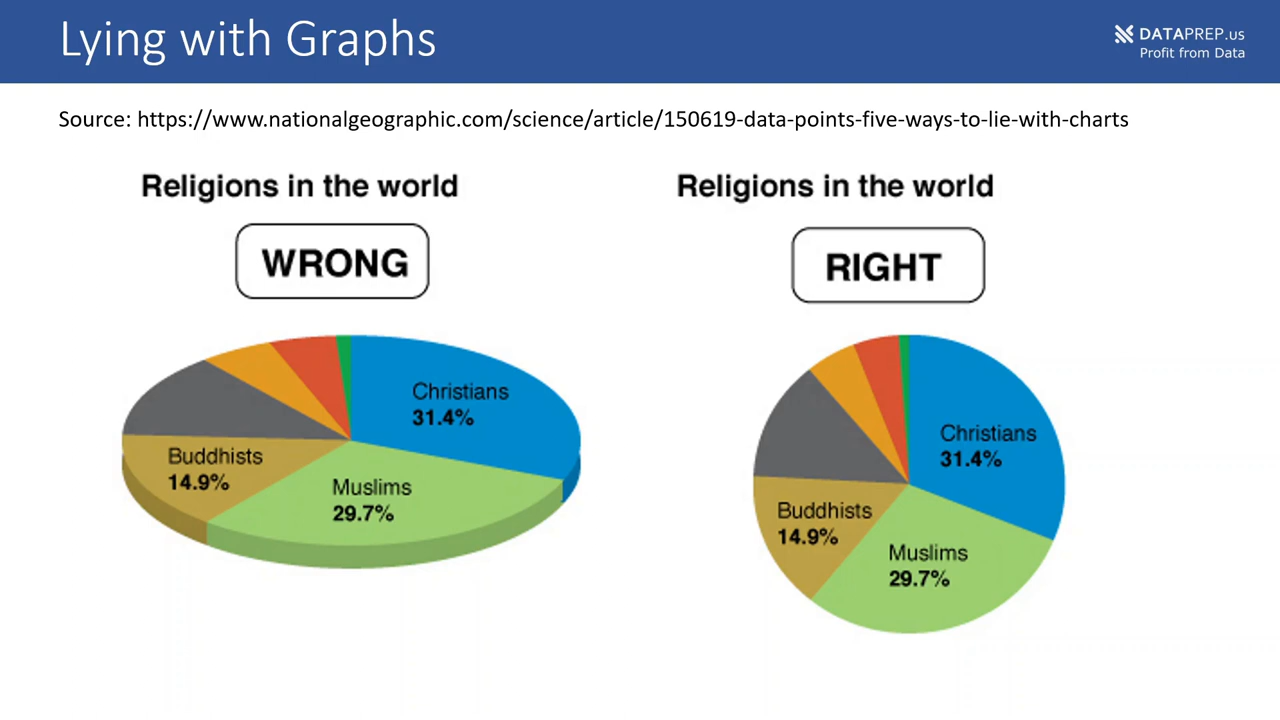 Lying with Graphs
DATAPREP.us
Profit from Data
Source: https://www.nationalgeographic.com/science/article/150619-data-points-five-ways-to-lie-with-charts
Religions in the world
WRONG
Christians
31.4%
Buddhists
14.9%
Muslims
29.7%
Religions in the world
RIGHT
Christians
31.4%
Buddhists
14.9%
Muslims
29.7%